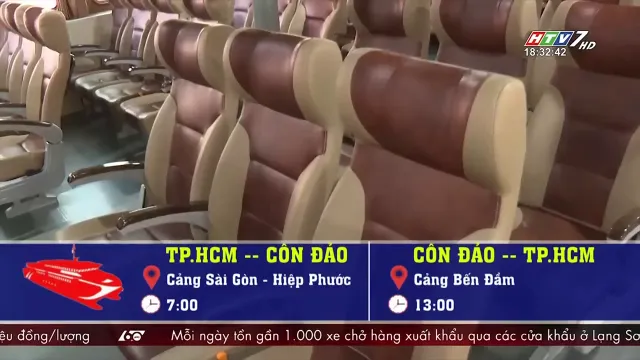 HTV7 HD
18:32:42
TP.HCM -- CÔN ĐẢO
Cảng Sài Gòn - Hiệp Phước
7:00
CÔN ĐẢO -- TP.HCM
Cảng Bến Đầm
13:00
ệu đồng/lượng 60 Mỗi ngày tồn gần 1.000 xe chở hàng xuất khẩu qua các cửa khẩu ở Lạng Sơ